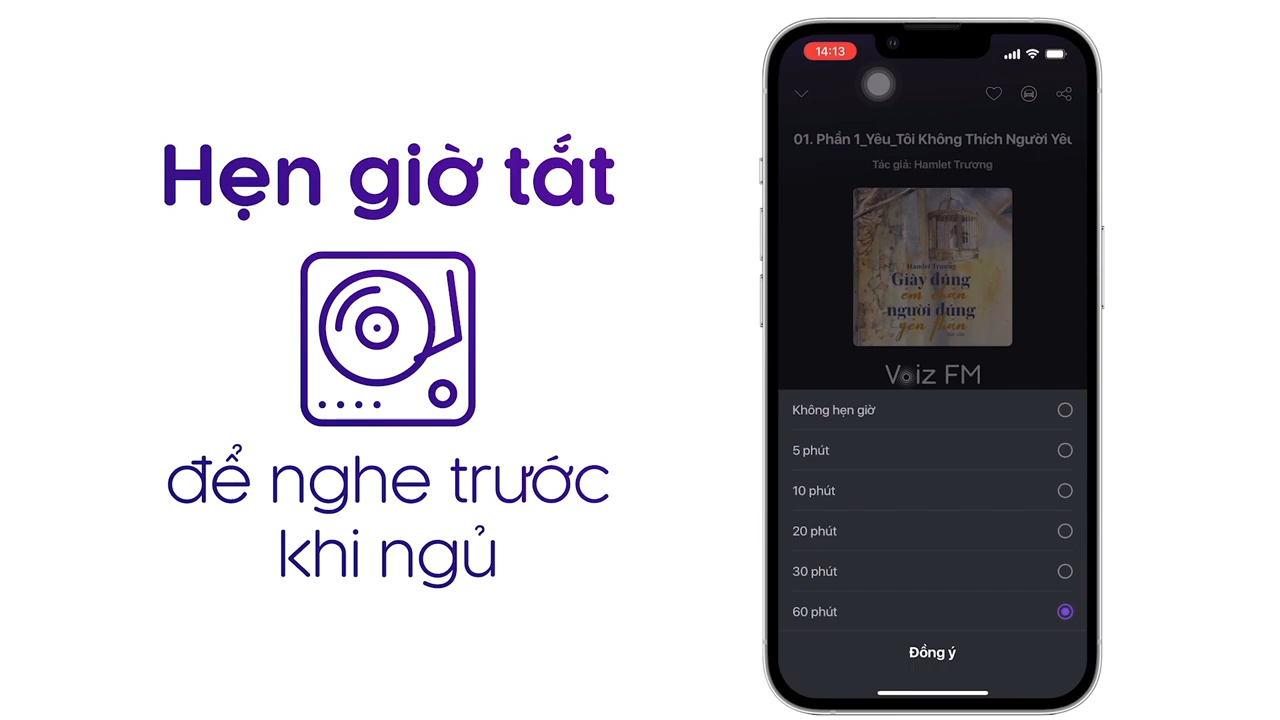 Hẹn giờ tắt
để nghe trước
khi ngủ
14:13
01. Phần 1_Yêu_Tôi Không Thích Người Yêu
Tác giả: Hamlet Trương
Hamlet Trương
Giày đúng
em chân
người đúng
yên thân
Voiz FM
Không hẹn giờ
5 phút
10 phút
20 phút
30 phút
60 phút
Đồng ý